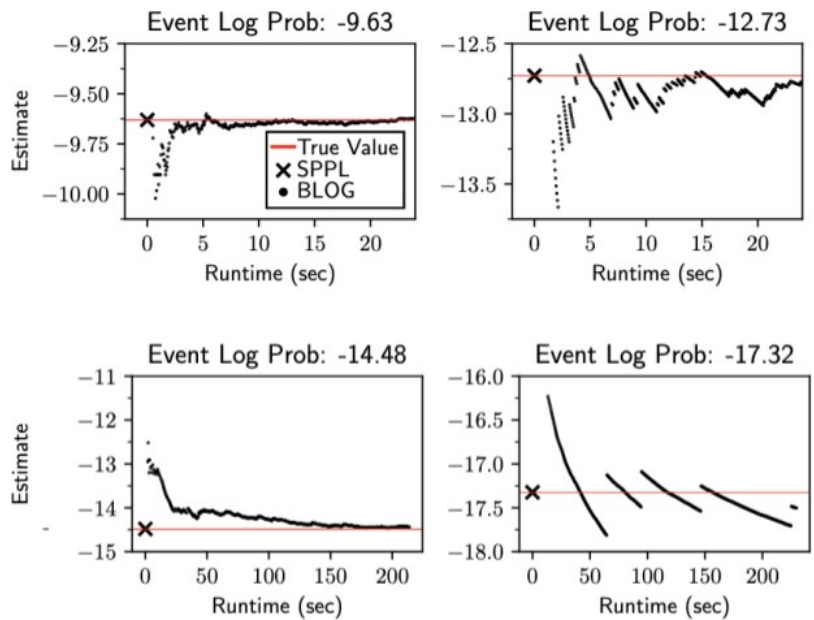 Event Log Prob: -9.63
Event Log Prob: -12.73
Estimate
−9.25
−9.50
−9.75
−10.00
True Value
SPPL
BLOG
0 5 10 15 20
Runtime (sec)
−12.5
−13.0
−13.5
0 5 10 15 20
Runtime (sec)
Event Log Prob: -14.48
Event Log Prob: -17.32
Estimate
−11
−12
−13
−14
−15
0 50 100 150 200
Runtime (sec)
−16.0
−16.5
−17.0
−17.5
−18.0
0 50 100 150 200
Runtime (sec)